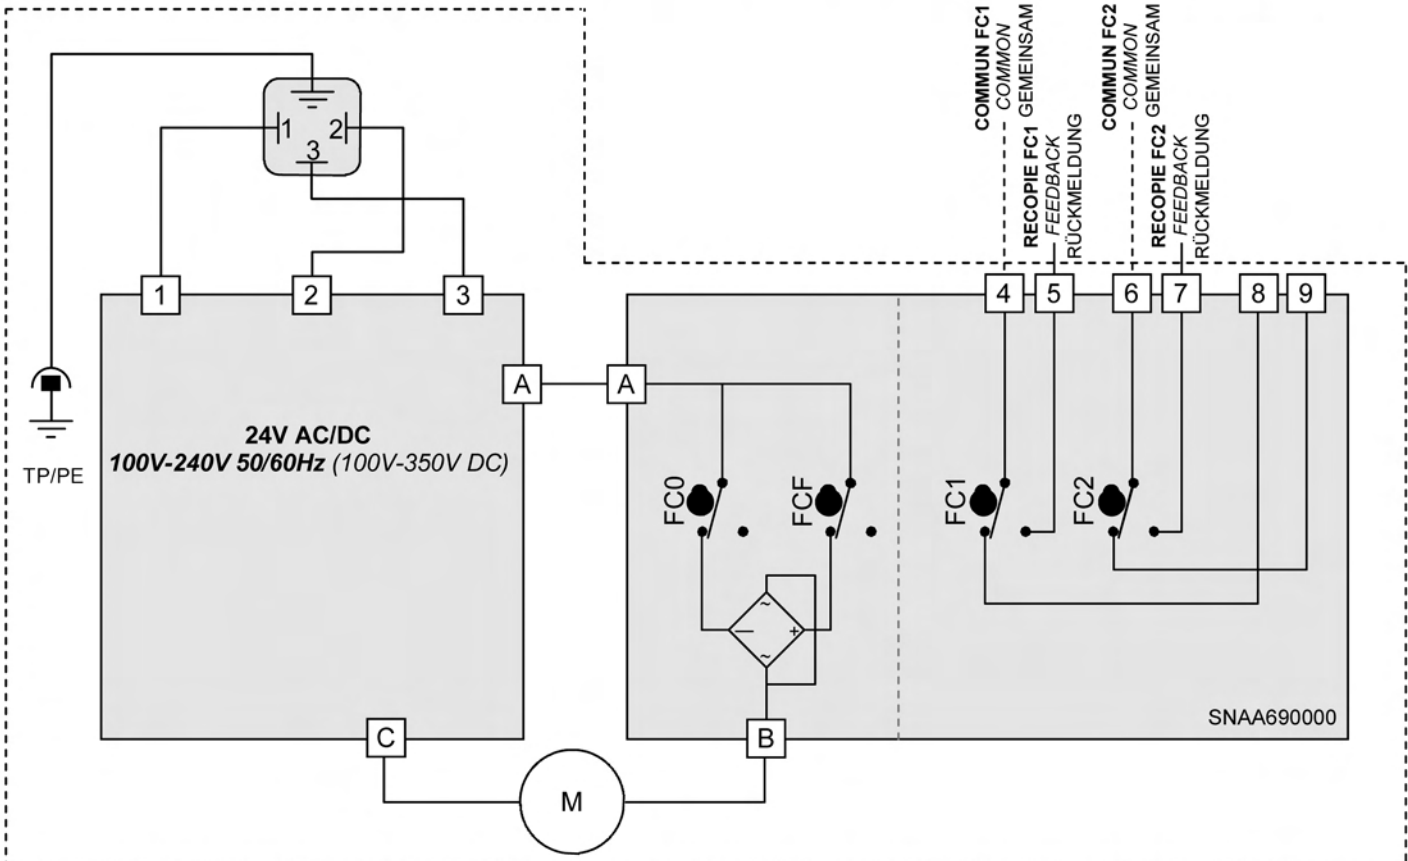 COMMUN FC1
COMMON
GEMEINSAM
RECOPIE FC1
FEEDBACK
RÜCKMELDUNG
COMMUN FC2
COMMON
GEMEINSAM
RECOPIE FC2
FEEDBACK
RÜCKMELDUNG
1 2
3
1 2 3
4 5 6 7 8 9
A A
24V AC/DC
100V-240V 50/60Hz (100V-350V DC)
TP/PE
FC0
FCF
FC1
FC2
~
— +
~
SNAA690000
C
B
M